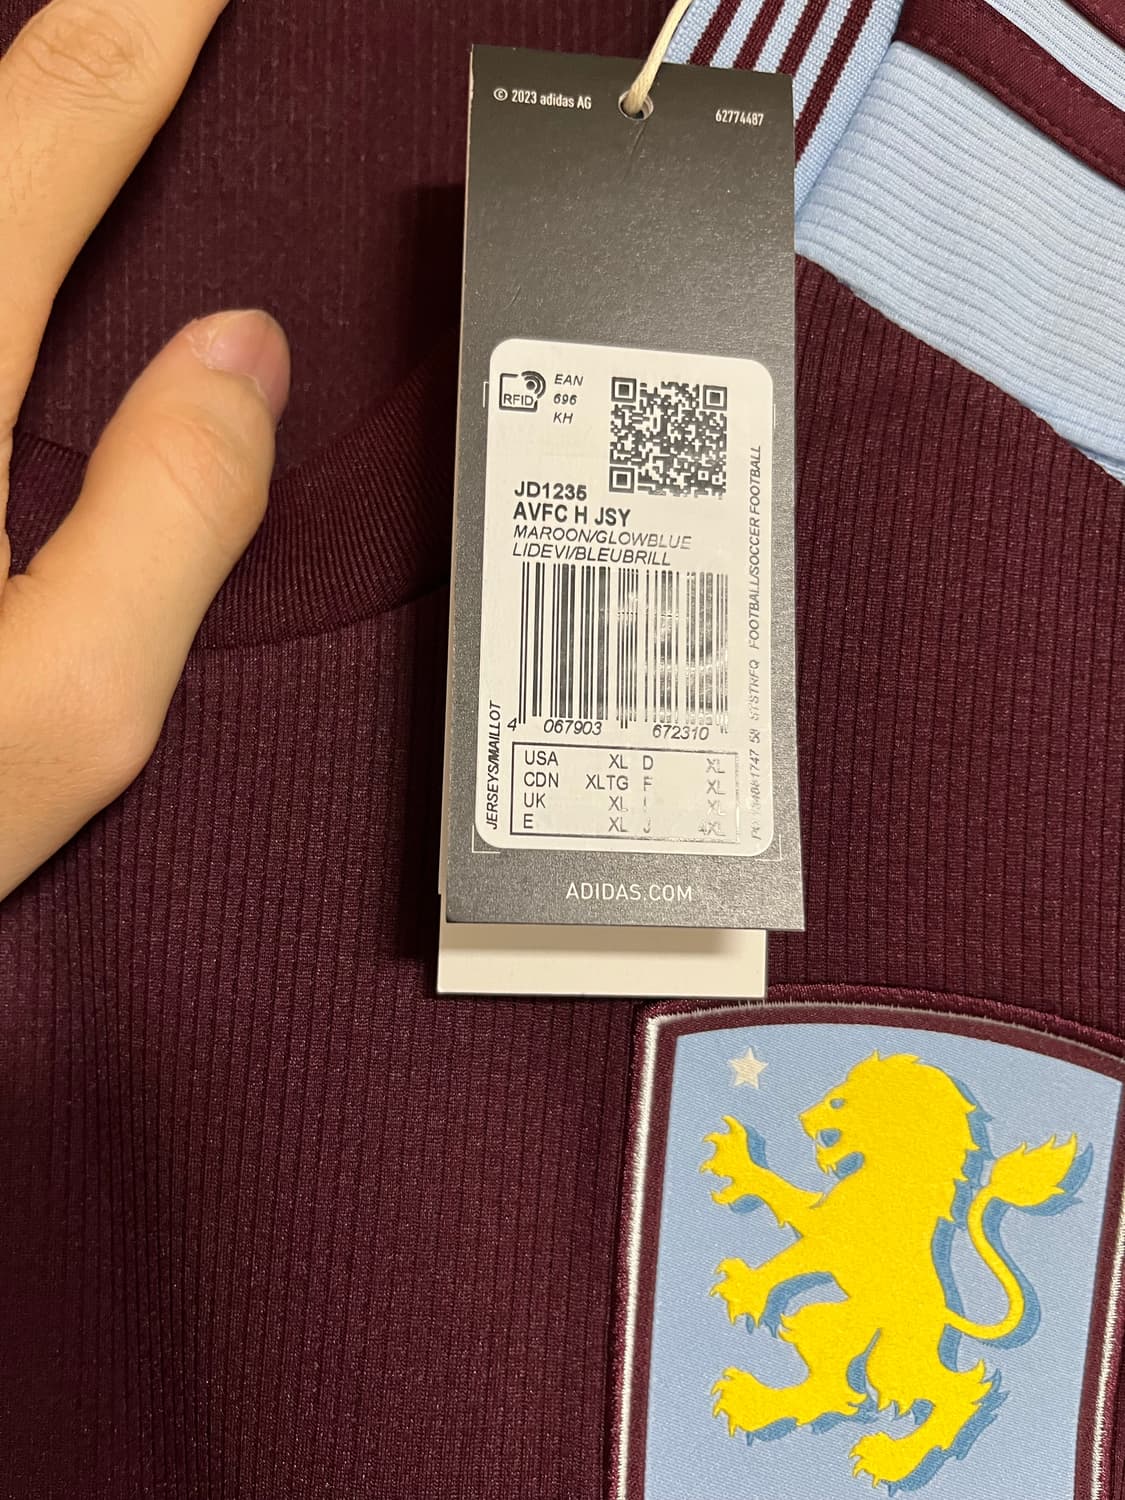 © 2023 adidas AG
62774487
RFID
EAN
696
KH
JD1235
AVFC H JSY
MAROON/GLOWBLUE
LIDEVI/BLEUBRILL
4 067903 672310
JERSEYS/MAILLOT
FOOTBALL/SOCCER FOOTBALL
USA XL D XL
CDN XLTG F XL
UK XL I XL
E XL J 4XL
ADIDAS.COM